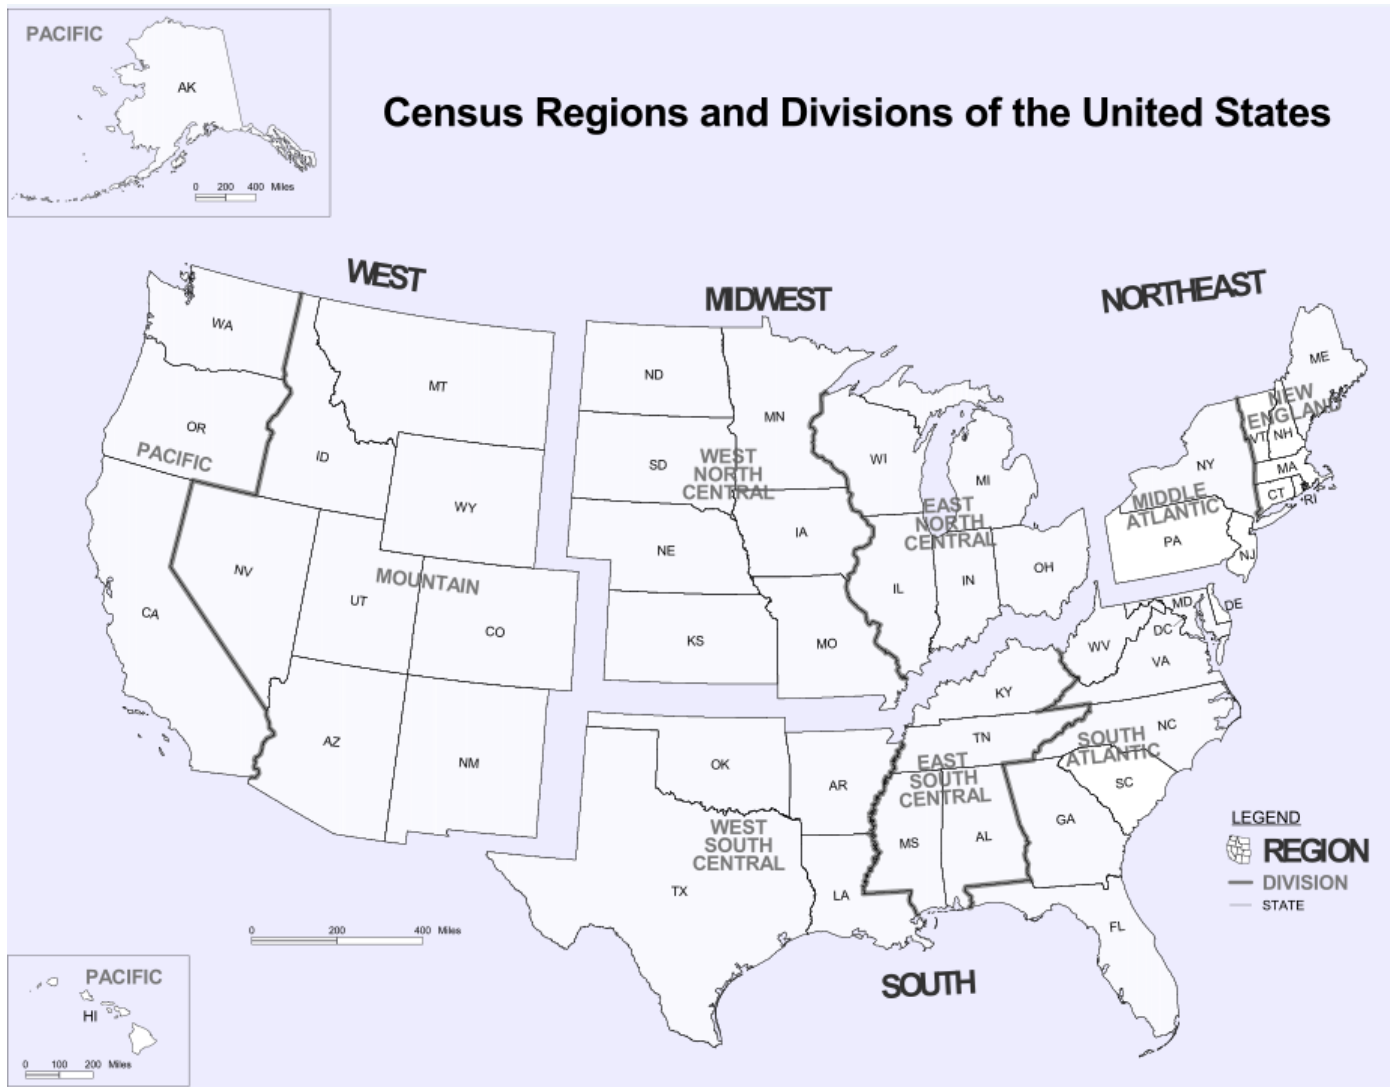 PACIFIC
AK
0 200 400 Miles
Census Regions and Divisions of the United States
WEST
MIDWEST
NORTHEAST
WA
MT
OR
PACIFIC
ID
WY
NV
MOUNTAIN
UT
CO
CA
AZ
NM
ND
MN
SD
WEST
NORTH
CENTRAL
NE
IA
KS
MO
WI
MI
EAST
NORTH
CENTRAL
IL
IN
OH
ME
NEW
ENGLAND
VT
NH
NY
MA
CT
RI
MIDDLE
ATLANTIC
PA
NJ
MD
DE
DC
WV
VA
KY
NC
TN
SOUTH
ATLANTIC
SC
EAST
SOUTH
CENTRAL
GA
MS
AL
OK
AR
WEST
SOUTH
CENTRAL
TX
LA
FL
SOUTH
LEGEND
REGION
DIVISION
STATE
0 200 400 Miles
PACIFIC
HI
0 100 200 Miles